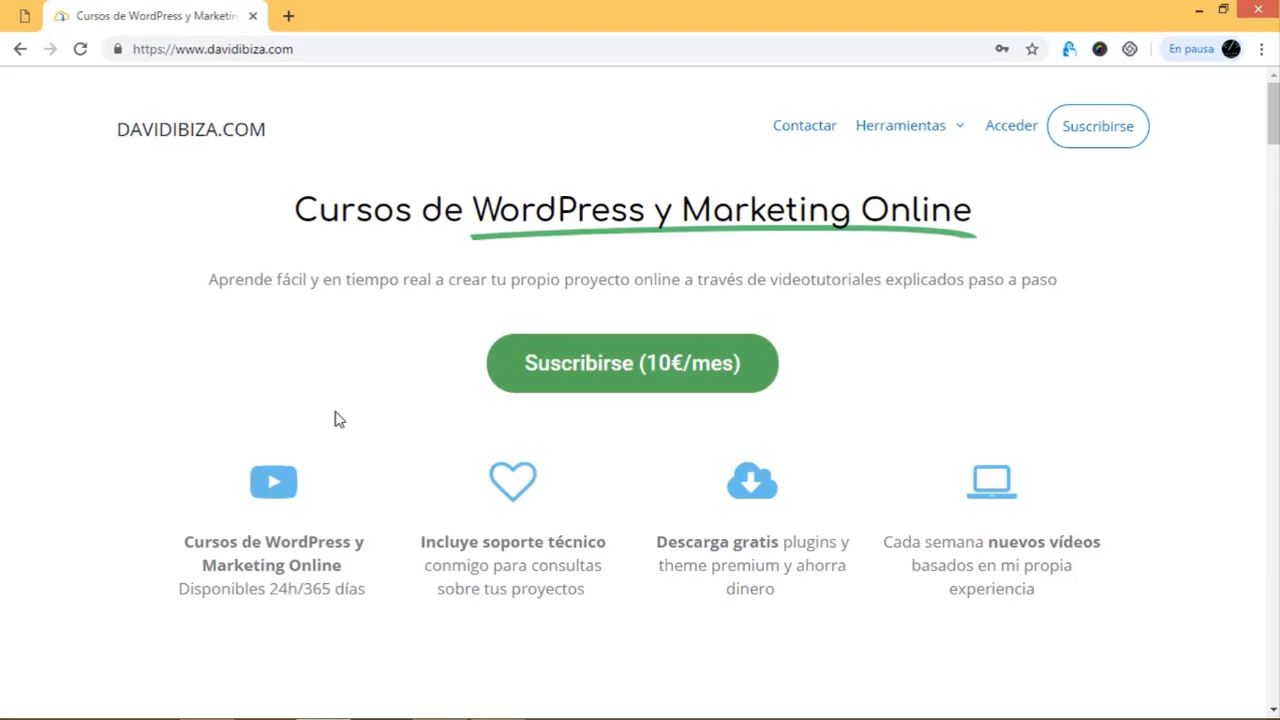 Cursos de WordPress y Marketin
https://www.davidibiza.com
En pausa
DAVIDIBIZA.COM
Contactar
Herramientas
Acceder
Suscribirse
Cursos de WordPress y Marketing Online
Aprende fácil y en tiempo real a crear tu propio proyecto online a través de videotutoriales explicados paso a paso
Suscribirse (10€/mes)
Cursos de WordPress y
Marketing Online
Disponibles 24h/365 días
Incluye soporte técnico
conmigo para consultas
sobre tus proyectos
Descarga gratis plugins y
theme premium y ahorra
dinero
Cada semana nuevos vídeos
basados en mi propia
experiencia